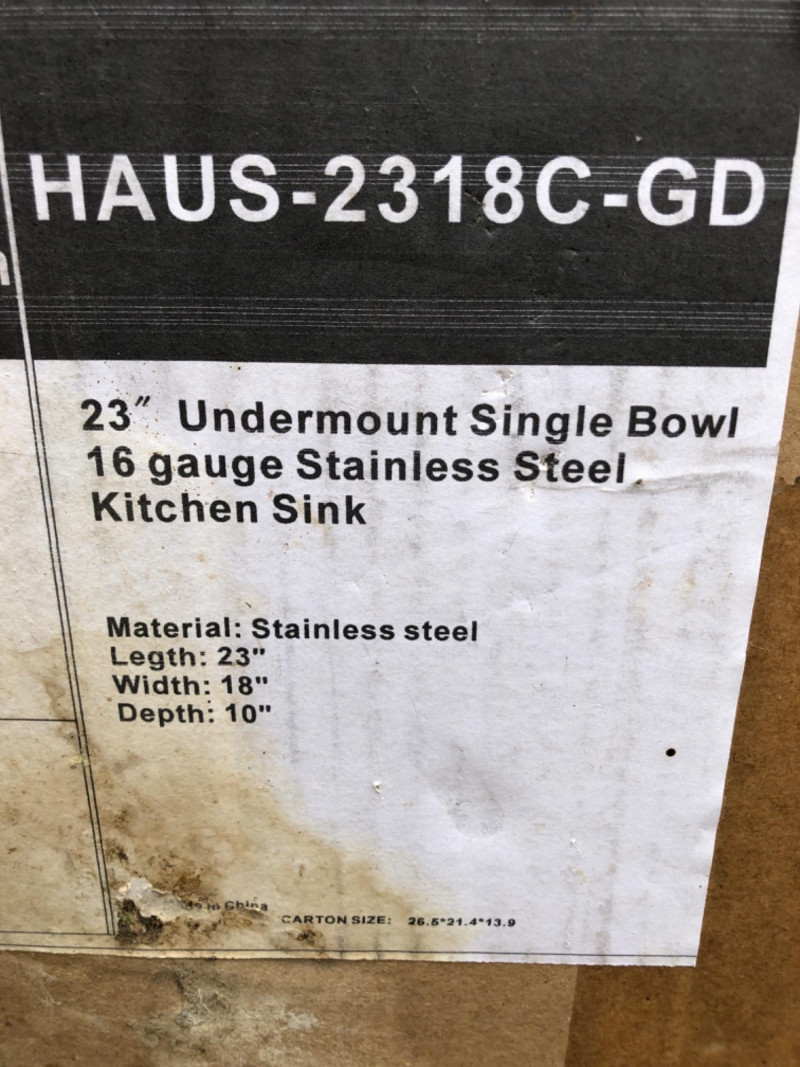 HAUS-2318C-GD
23″ Undermount Single Bowl
16 gauge Stainless Steel
Kitchen Sink
Material: Stainless steel
Legth: 23"
Width: 18"
Depth: 10"
in China
CARTON SIZE: 26.5*21.4*13.9